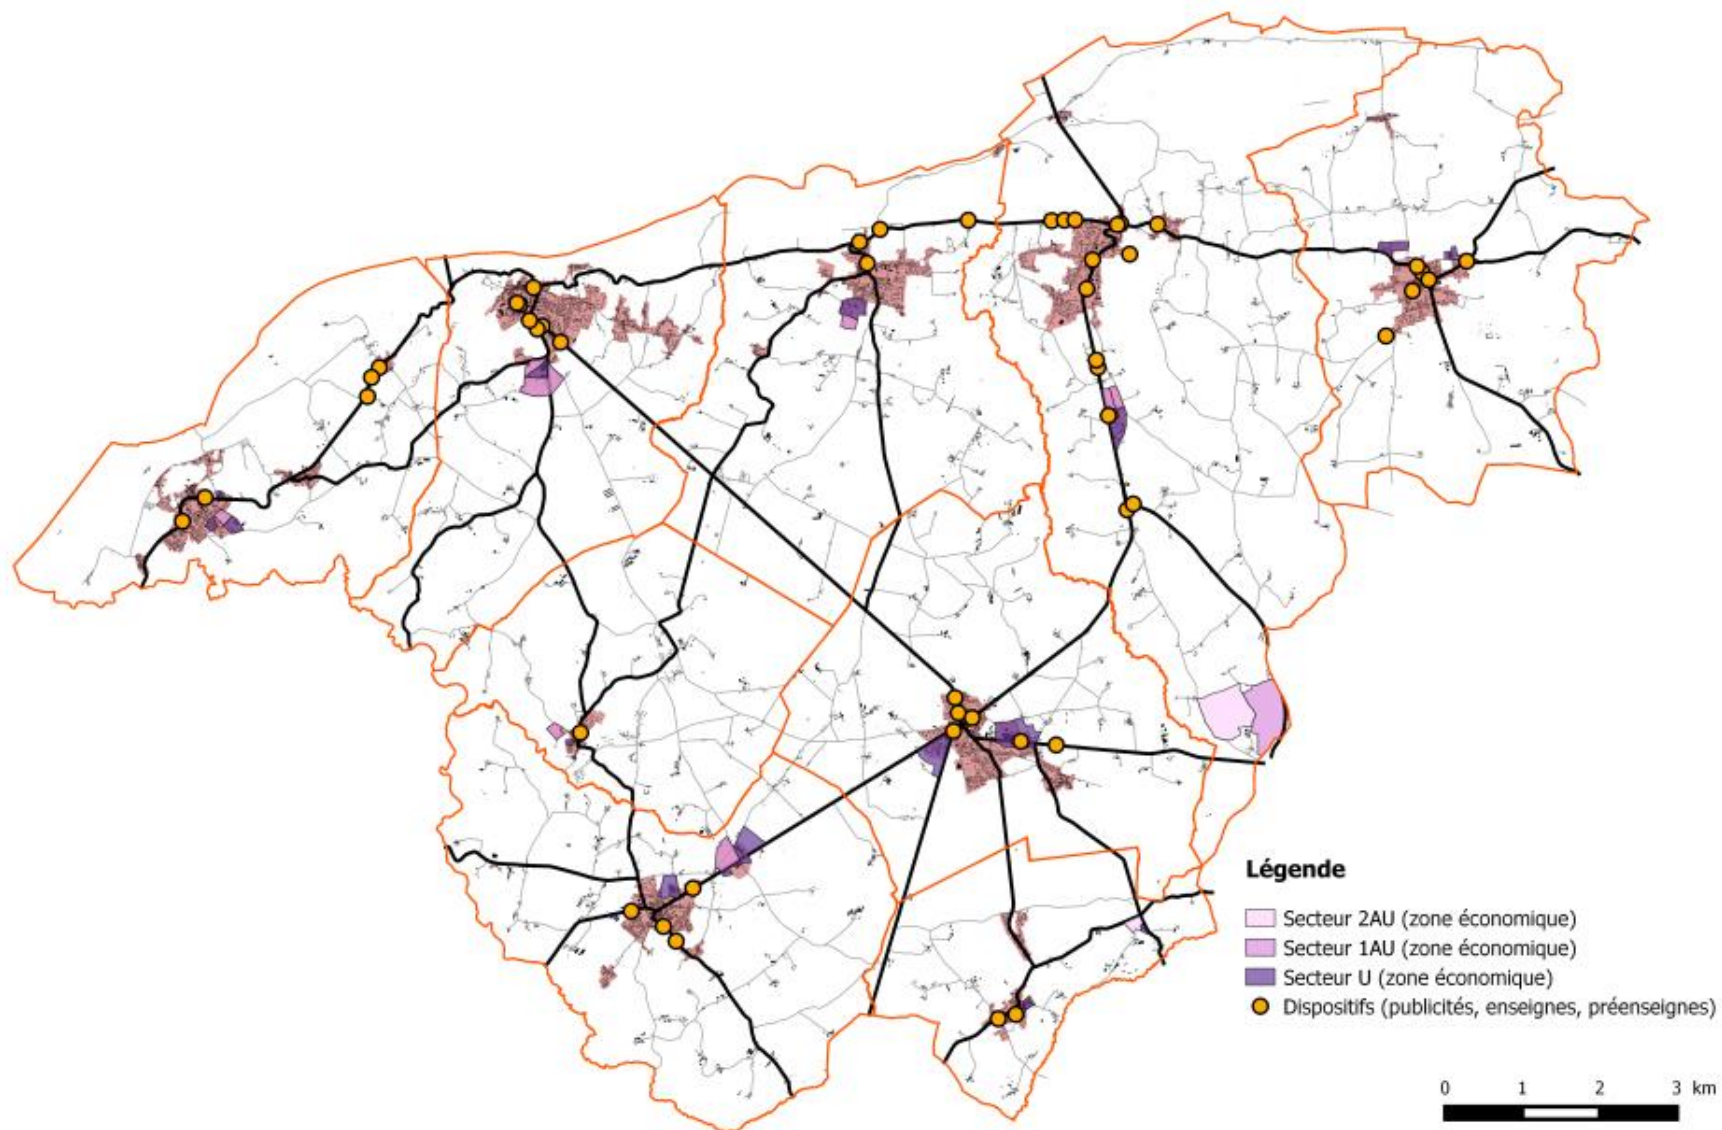 Légende
Secteur 2AU (zone économique)
Secteur 1AU (zone économique)
Secteur U (zone économique)
Dispositifs (publicités, enseignes, préenseignes)
0 1 2 3 km